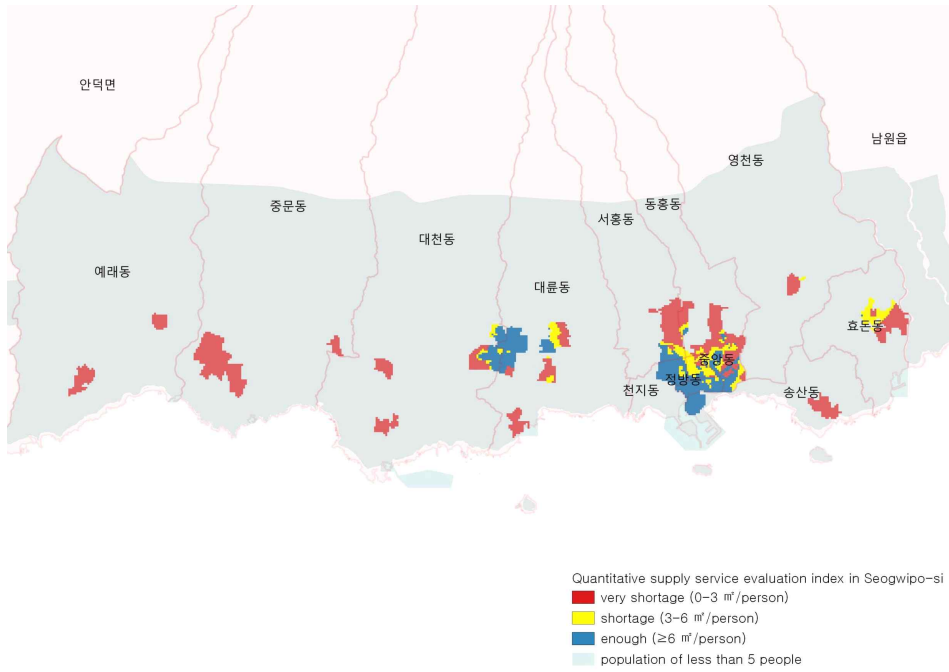 안덕면
남원읍
영천동
중문동
동홍동
서홍동
대천동
예래동
대륜동
효돈동
중앙동
정방동
천지동
송산동
Quantitative supply service evaluation index in Seogwipo-si
very shortage (0-3 ㎡/person)
shortage (3-6 ㎡/person)
enough (≥6 ㎡/person)
population of less than 5 people